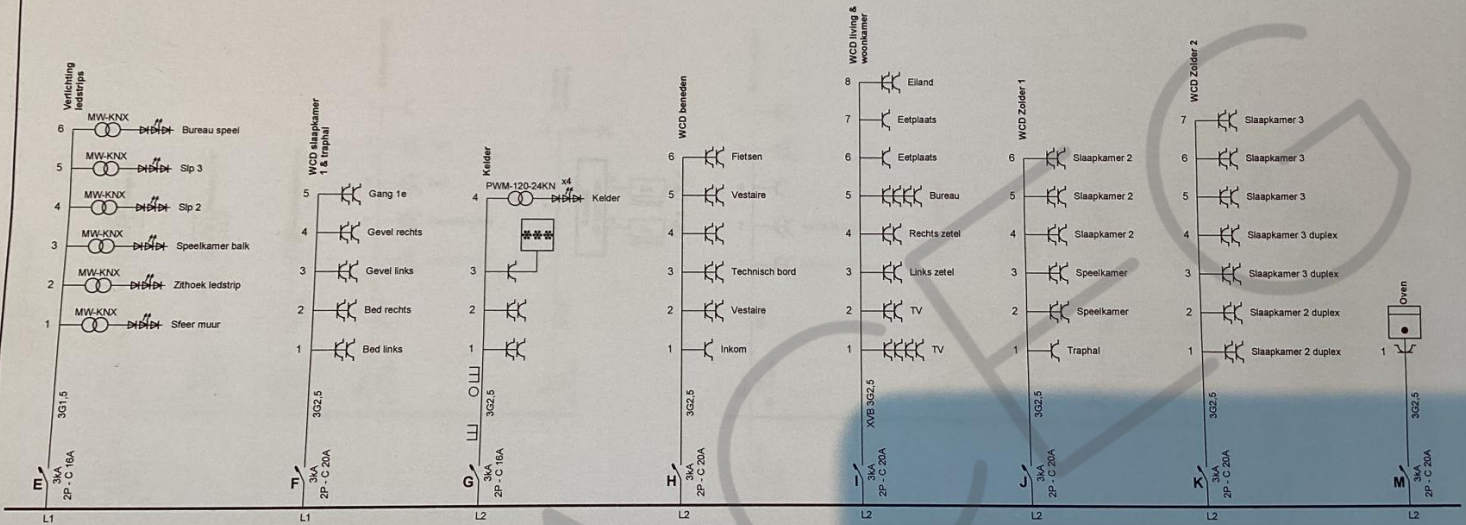 Verlichting
ledstrips
6
MW-KNX
Bureau speel
5
MW-KNX
Slp 3
4
MW-KNX
Slp 2
3
MW-KNX
Speelkamer balk
2
MW-KNX
Zithoek ledstrip
1
MW-KNX
Sfeer muur
3G1,5
E
3kA
2P - C 16A
L1
WCD slaapkamer
1 & traphal
5
Gang 1e
4
Gevel rechts
3
Gevel links
2
Bed rechts
1
Bed links
3G2,5
F
3kA
2P - C 20A
L1
Kelder
4
PWM-120-24KN
x4
Kelder
3
2
1
3G2,5
G
3kA
2P - C 16A
L2
WCD beneden
6
Fietsen
5
Vestaire
4
3
Technisch bord
2
Vestaire
1
Inkom
3G2,5
H
3kA
2P - C 20A
L2
WCD living &
woonkamer
8
Eiland
7
Eetplaats
6
Eetplaats
5
Bureau
4
Rechts zetel
3
Links zetel
2
TV
1
TV
XVB 3G2,5
I
3kA
2P - C 20A
L2
WCD Zolder 1
6
Slaapkamer 2
5
Slaapkamer 2
4
Slaapkamer 2
3
Speelkamer
2
Speelkamer
1
Traphal
3G2,5
J
3kA
2P - C 20A
L2
WCD Zolder 2
7
Slaapkamer 3
6
Slaapkamer 3
5
Slaapkamer 3
4
Slaapkamer 3 duplex
3
Slaapkamer 3 duplex
2
Slaapkamer 2 duplex
1
Slaapkamer 2 duplex
3G2,5
K
3kA
2P - C 20A
L2
Oven
1
3G2,5
M
3kA
2P - C 20A
L2